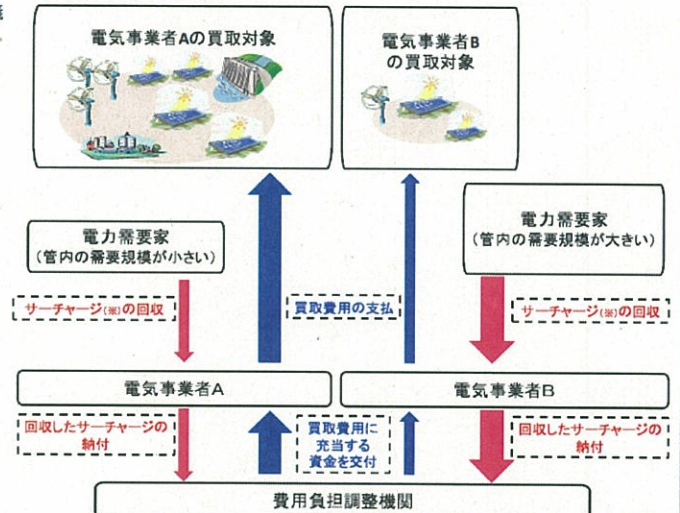 電気事業者Aの買取対象
電気事業者B
の買取対象
電力需要家
(管内の需要規模が小さい)
電力需要家
(管内の需要規模が大きい)
サーチャージ(※)の回収
買取費用の支払
サーチャージ(※)の回収
電気事業者A
電気事業者B
回収したサーチャージの
納付
買取費用に
充当する
資金を交付
回収したサーチャージの
納付
費用負担調整機関